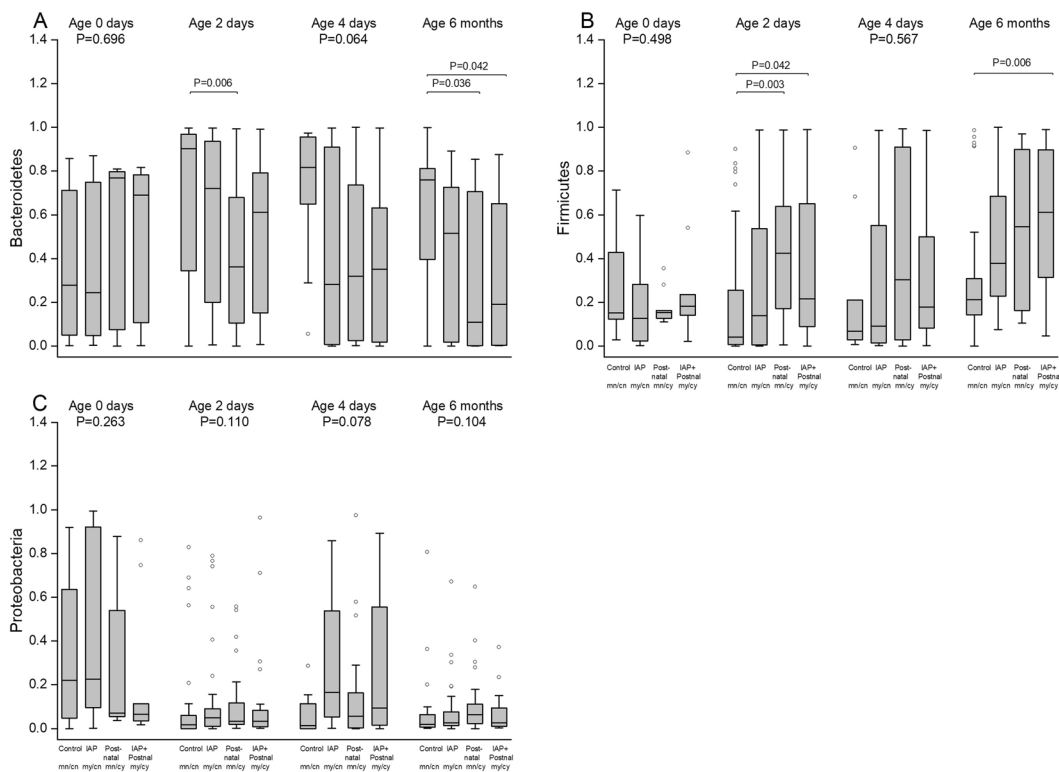 A
Age 0 days
P=0.696
Age 2 days
Age 4 days
P=0.064
Age 6 months
1.4
1.2
1.0
0.8
0.6
0.4
0.2
0.0
Bacteroidetes
P=0.006
P=0.042
P=0.036
B
Age 0 days
P=0.498
Age 2 days
Age 4 days
P=0.567
Age 6 months
1.4
1.2
1.0
0.8
0.6
0.4
0.2
0.0
Firmicutes
P=0.042
P=0.003
P=0.006
Control IAP Post- IAP+
natal Postnal
mn/cn my/cn mn/cy my/cy
Control IAP Post- IAP+
natal Postnal
mn/cn my/cn mn/cy my/cy
Control IAP Post- IAP+
natal Postnal
mn/cn my/cn mn/cy my/cy
Control IAP Post- IAP+
natal Postnal
mn/cn my/cn mn/cy my/cy
C
Age 0 days
P=0.263
Age 2 days
P=0.110
Age 4 days
P=0.078
Age 6 months
P=0.104
1.4
1.2
1.0
0.8
0.6
0.4
0.2
0.0
Proteobacteria
Control IAP Post- IAP+
natal Postnal
mn/cn my/cn mn/cy my/cy
Control IAP Post- IAP+
natal Postnal
mn/cn my/cn mn/cy my/cy
Control IAP Post- IAP+
natal Postnal
mn/cn my/cn mn/cy my/cy
Control IAP Post- IAP+
natal Postnal
mn/cn my/cn mn/cy my/cy